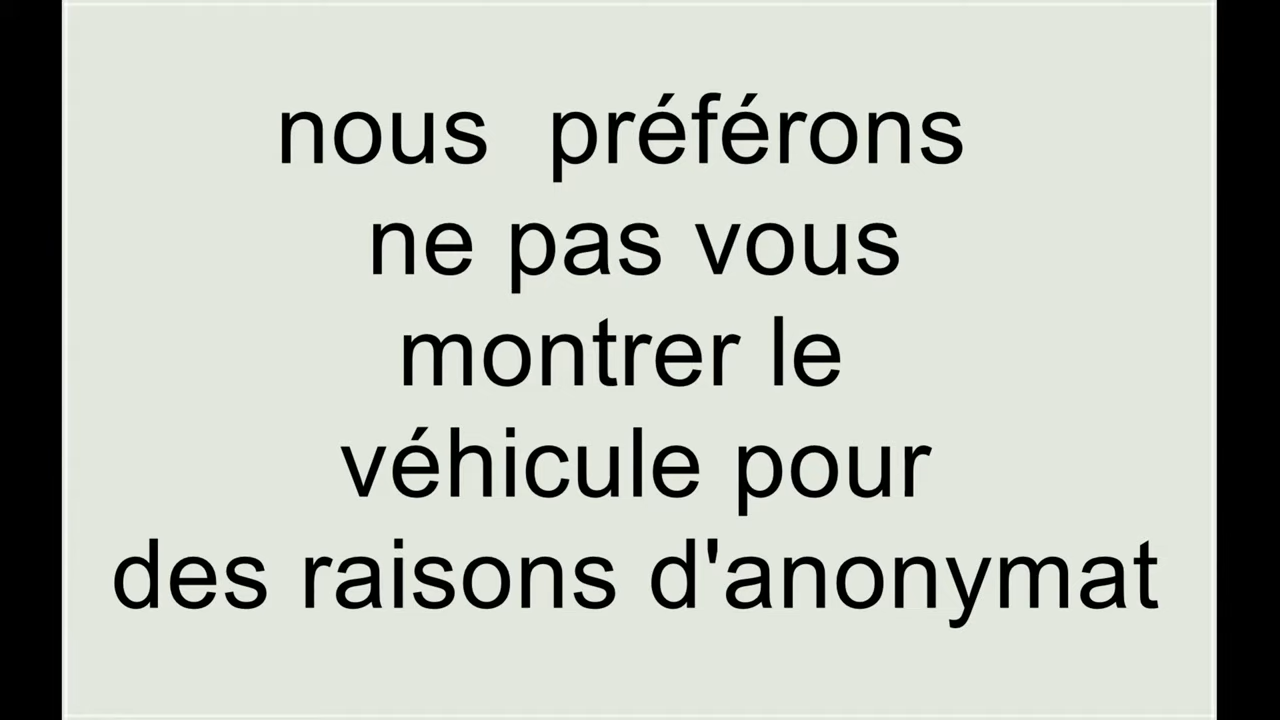 nous préférons
ne pas vous
montrer le
véhicule pour
des raisons d'anonymat